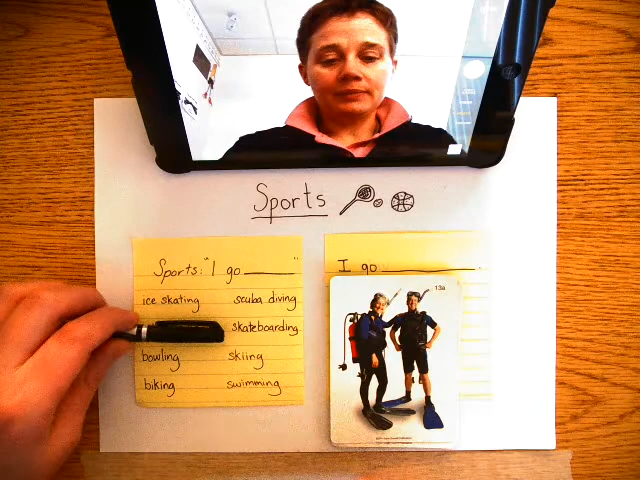 Sports
Sports: "I go ______"
ice skating scuba diving
skateboarding
bowling skiing
biking swimming
I go ______
13a